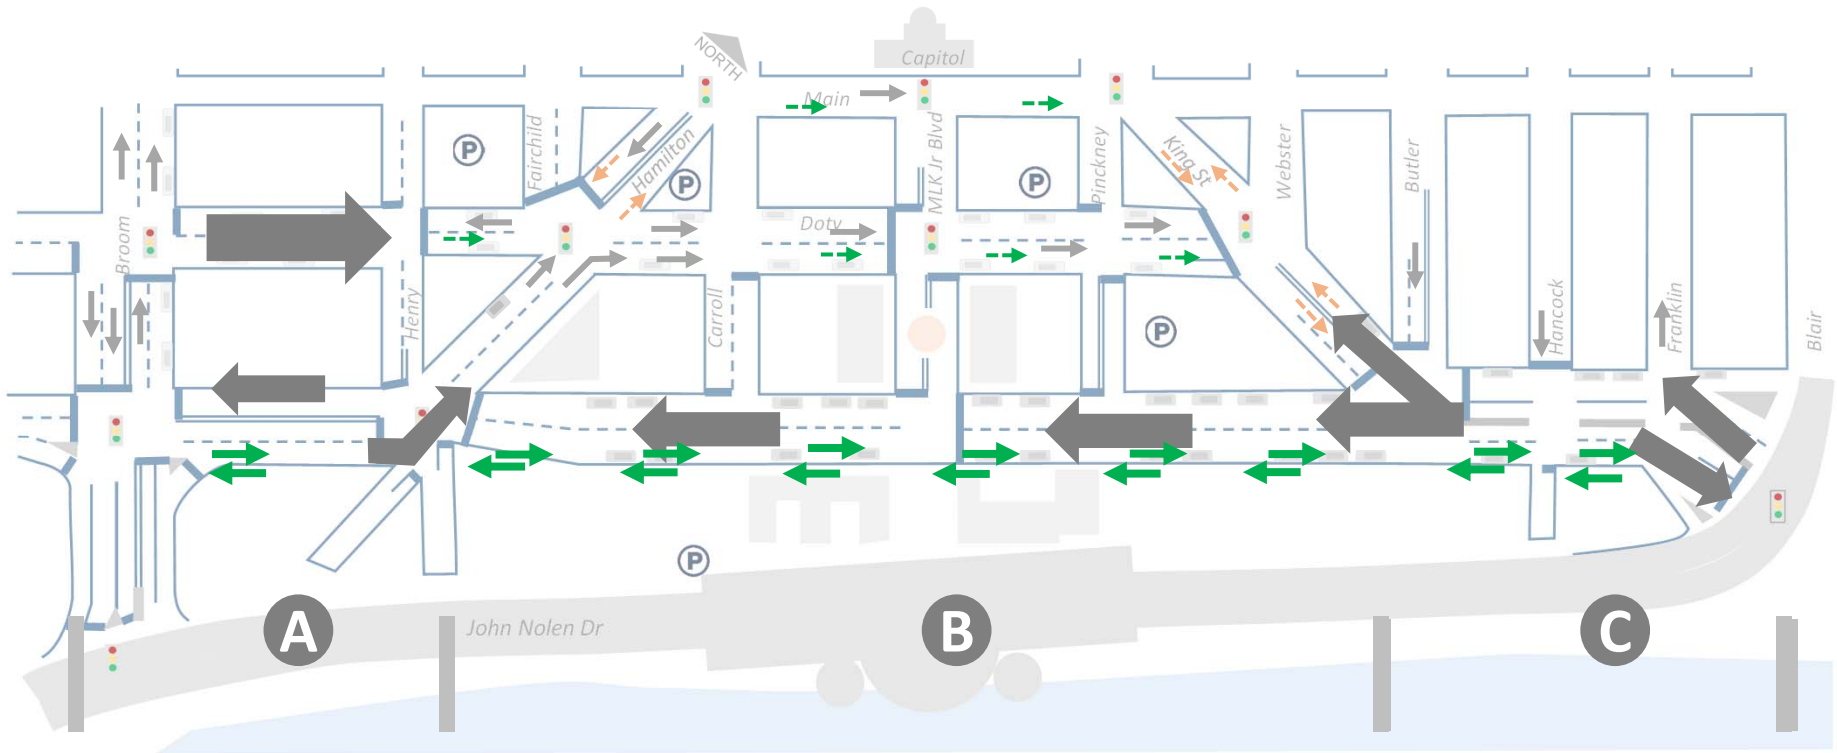 Capitol
NORTH
Main
P
Fairchild
Hamilton
P
MLK Jr Blvd
P
Pinckney
King St
Webster
Butler
Broom
Doty
Henry
Carroll
P
Hancock
Franklin
Blair
P
A
B
C
John Nolen Dr